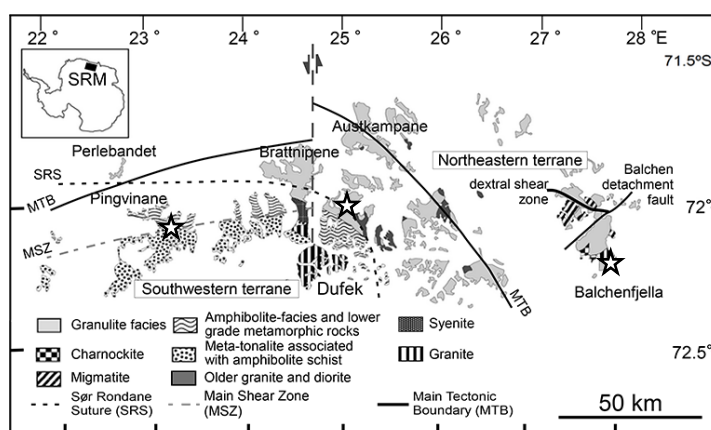 22° 23° 24° 25° 26° 27° 28° E
71.5°S
SRM
Perlebandet
Brattnipene
Austkampane
Northeastern terrane
SRS
MTB
Pingvinane
dextral shear
zone
Balchen
detachment
fault
72°
MSZ
Southwestern terrane
Dufek
MTB
Balchenfjella
Granulite facies
Amphibolite-facies and lower
grade metamorphic rocks
Syenite
Charnockite
Meta-tonalite associated
with amphibolite schist
Granite
72.5°
Migmatite
Older granite and diorite
Sør Rondane
Suture (SRS)
Main Shear Zone
(MSZ)
Main Tectonic
Boundary (MTB)
50 km